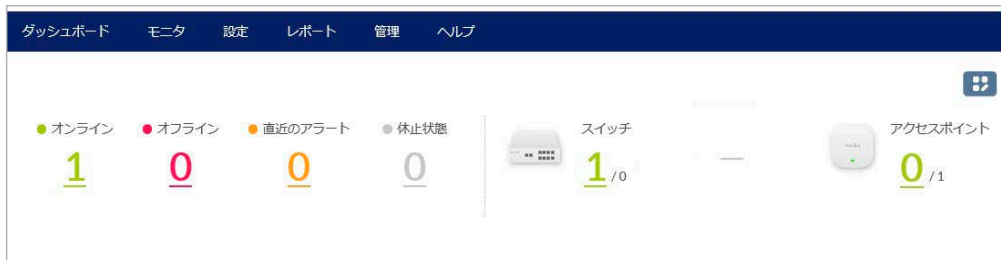 ダッシュボード モニタ 設定 レポート 管理 ヘルプ
オンライン オフライン 直近のアラート 休止状態 スイッチ アクセスポイント
1 0 0 0 1 /0 — 0 /1